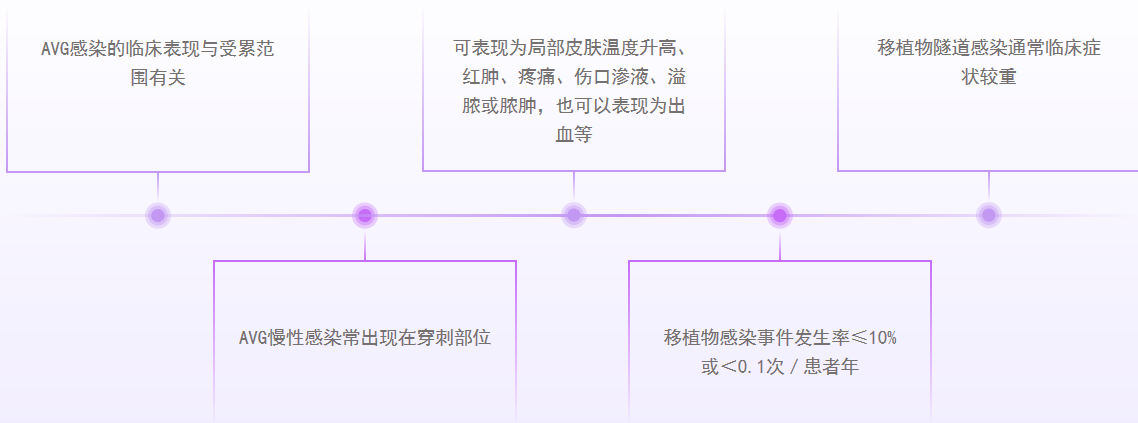 AVG感染的临床表现与受累范
围有关
AVG慢性感染常出现在穿刺部位
可表现为局部皮肤温度升高、
红肿、疼痛、伤口渗液、溢
脓或脓肿，也可以表现为出
血等
移植物感染事件发生率≤10%
或＜0.1次／患者年
移植物隧道感染通常临床症
状较重